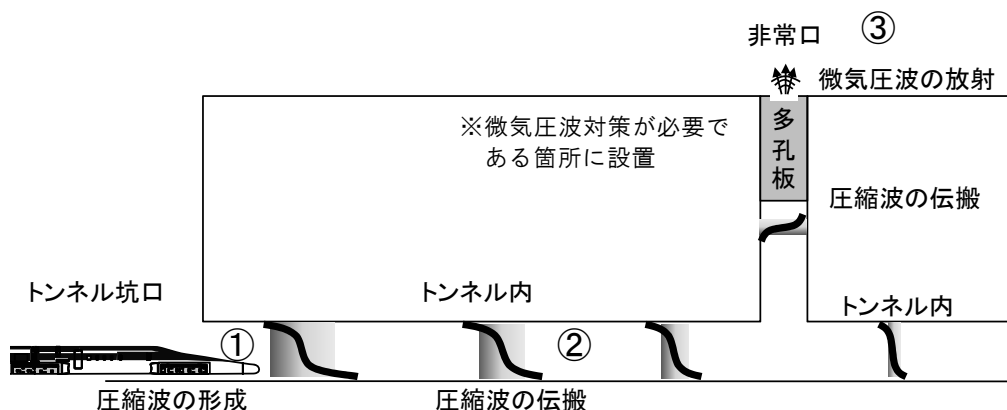 非常口 ③
微気圧波の放射
※微気圧波対策が必要で
ある箇所に設置
多孔板
圧縮波の伝搬
トンネル坑口
トンネル内
トンネル内
①
②
圧縮波の形成
圧縮波の伝搬